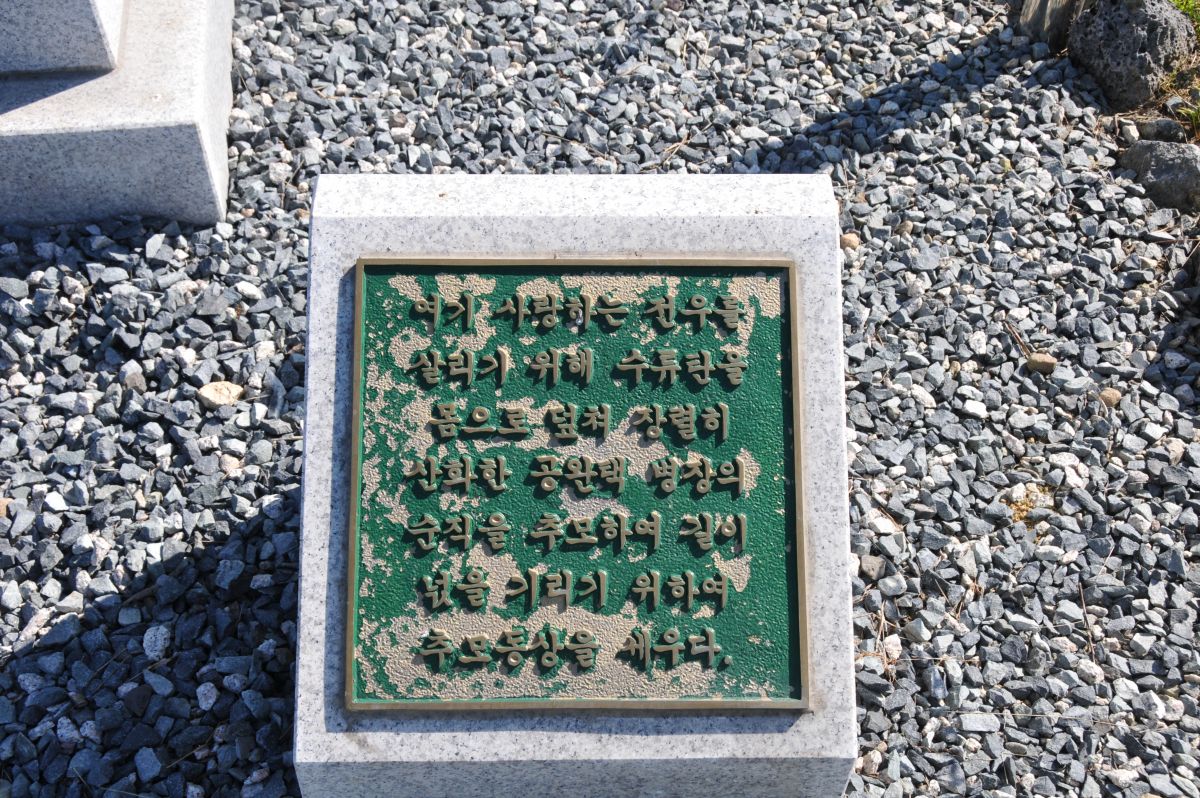 여기 사랑하는 전우를
살리기 위해 수류탄을
몸으로 덮쳐 장렬히
산화한 공완택 병장의
순직을 추모하여 길이
넋을 기리기 위하여
추모동상을 세우다.